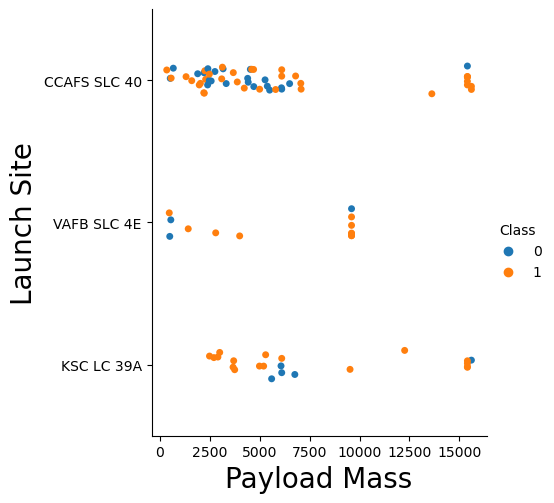 CCAFS SLC 40
VAFB SLC 4E
KSC LC 39A
Launch Site
0 2500 5000 7500 10000 12500 15000
Payload Mass
Class
0
1